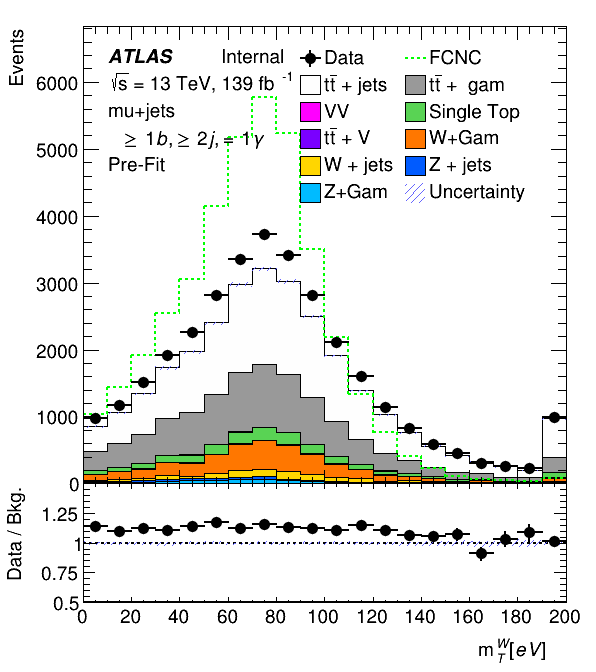 Events
ATLAS Internal
√s = 13 TeV, 139 fb -1
mu+jets
≥ 1b, ≥ 2j, = 1γ
Pre-Fit
Data
FCNC
tt̄ + jets
tt̄ + gam
VV
Single Top
tt̄ + V
W+Gam
W + jets
Z + jets
Z+Gam
Uncertainty
6000
5000
4000
3000
2000
1000
0
Data / Bkg.
1.25
1
0.75
0.5
0 20 40 60 80 100 120 140 160 180 200
m_T^W [eV]